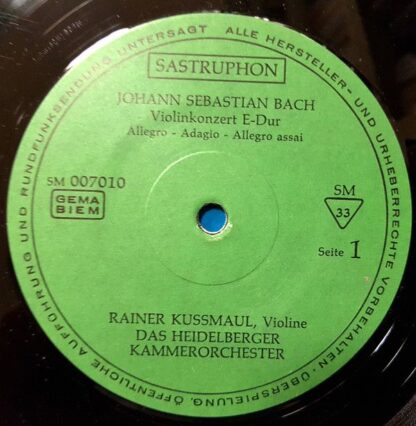 UND RUNDFUNKSENDUNG UNTERSAGT ALLE HERSTELLER- UND URHEBERRECHTE VORBEHALTEN · ÜBERSPIELUNG, ÖFFENTLICHE AUFFÜHRUNG
SASTRUPHON
JOHANN SEBASTIAN BACH
Violinkonzert E-Dur
Allegro - Adagio - Allegro assai
SM 007010
GEMA
BIEM
SM
33
Seite 1
RAINER KUSSMAUL, Violine
DAS HEIDELBERGER
KAMMERORCHESTER